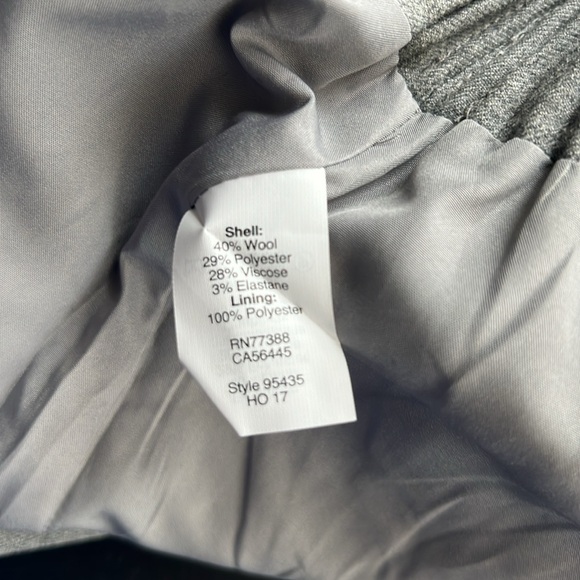 Shell:
40% Wool
29% Polyester
28% Viscose
3% Elastane
Lining:
100% Polyester
RN77388
CA56445
Style 95435
HO 17